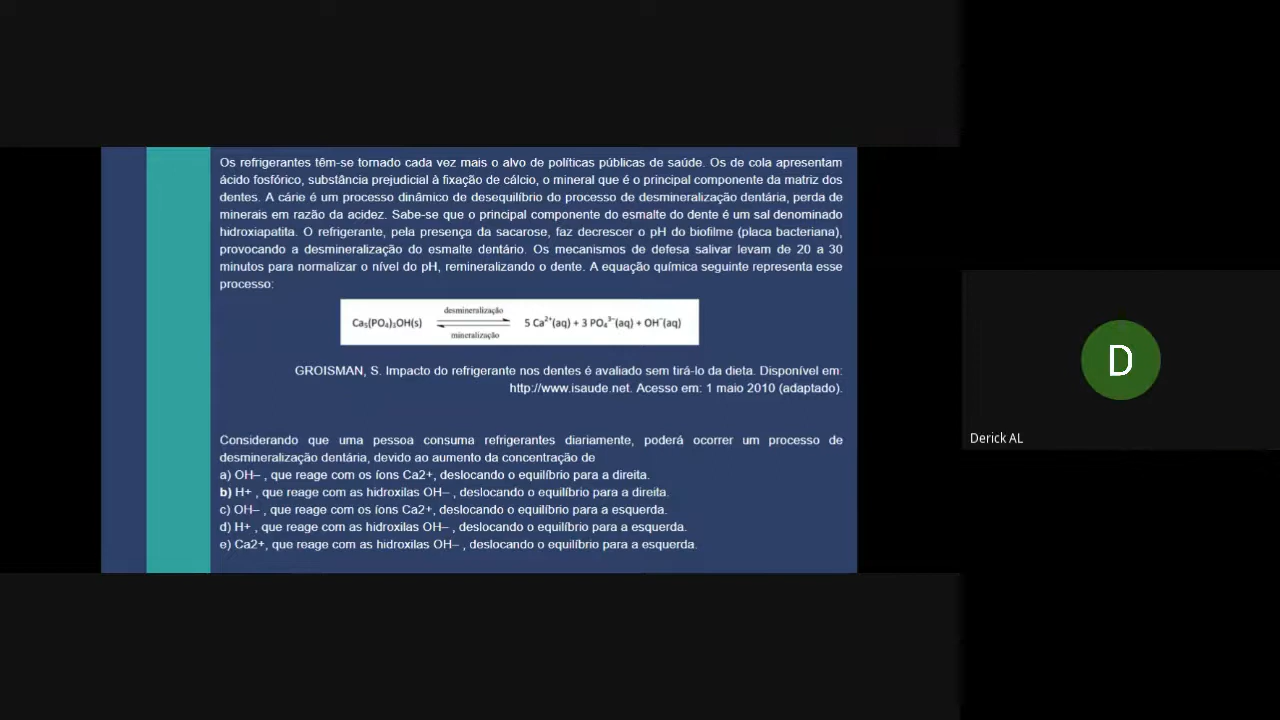 Os refrigerantes têm-se tornado cada vez mais o alvo de políticas públicas de saúde. Os de cola apresentam
ácido fosfórico, substância prejudicial à fixação de cálcio, o mineral que é o principal componente da matriz dos
dentes. A cárie é um processo dinâmico de desequilíbrio do processo de desmineralização dentária, perda de
minerais em razão da acidez. Sabe-se que o principal componente do esmalte do dente é um sal denominado
hidroxiapatita. O refrigerante, pela presença da sacarose, faz decrescer o pH do biofilme (placa bacteriana),
provocando a desmineralização do esmalte dentário. Os mecanismos de defesa salivar levam de 20 a 30
minutos para normalizar o nível do pH, remineralizando o dente. A equação química seguinte representa esse
processo:
desmineralização
Ca₅(PO₄)₃OH(s) ⇌ 5 Ca²⁺(aq) + 3 PO₄³⁻(aq) + OH⁻(aq)
mineralização
GROISMAN, S. Impacto do refrigerante nos dentes é avaliado sem tirá-lo da dieta. Disponível em:
http://www.isaude.net. Acesso em: 1 maio 2010 (adaptado).
Considerando que uma pessoa consuma refrigerantes diariamente, poderá ocorrer um processo de
desmineralização dentária, devido ao aumento da concentração de
a) OH– , que reage com os íons Ca2+, deslocando o equilíbrio para a direita.
b) H+ , que reage com as hidroxilas OH– , deslocando o equilíbrio para a direita.
c) OH– , que reage com os íons Ca2+, deslocando o equilíbrio para a esquerda.
d) H+ , que reage com as hidroxilas OH– , deslocando o equilíbrio para a esquerda.
e) Ca2+, que reage com as hidroxilas OH– , deslocando o equilíbrio para a esquerda.
D
Derick AL